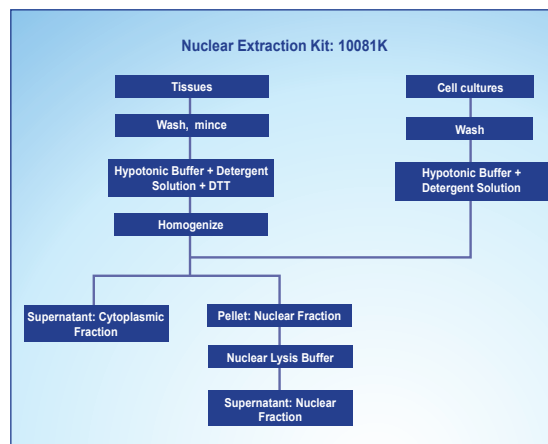 Nuclear Extraction Kit: 10081K
Tissues
Wash, mince
Hypotonic Buffer + Detergent
Solution + DTT
Homogenize
Cell cultures
Wash
Hypotonic Buffer +
Detergent Solution
Supernatant: Cytoplasmic
Fraction
Pellet: Nuclear Fraction
Nuclear Lysis Buffer
Supernatant: Nuclear
Fraction